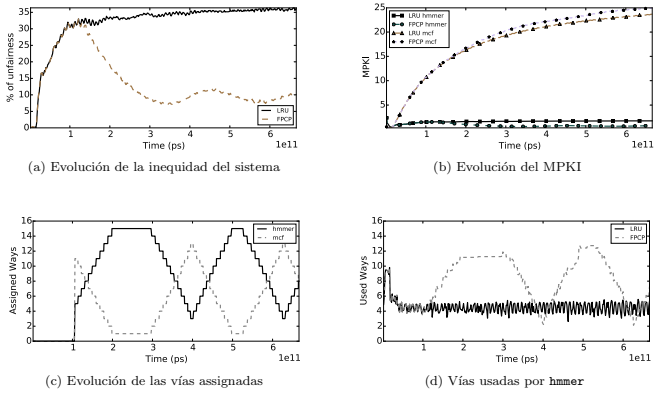 35
30
25
20
15
10
5
0
% of unfairness
LRU
FPCP
1 2 3 4 5 6
Time (ps)
1e11
(a) Evolución de la inequidad del sistema
25
20
15
10
5
MPKI
LRU hmmer
FPCP hmmer
LRU mcf
FPCP mcf
1 2 3 4 5 6
Time (ps)
1e11
(b) Evolución del MPKI
16
14
12
10
8
6
4
2
0
Assigned Ways
hmmer
mcf
1 2 3 4 5 6
Time (ps)
1e11
(c) Evolución de las vías assignadas
16
14
12
10
8
6
4
2
0
Used Ways
LRU
FPCP
1 2 3 4 5 6
Time (ps)
1e11
(d) Vías usadas por hmmer